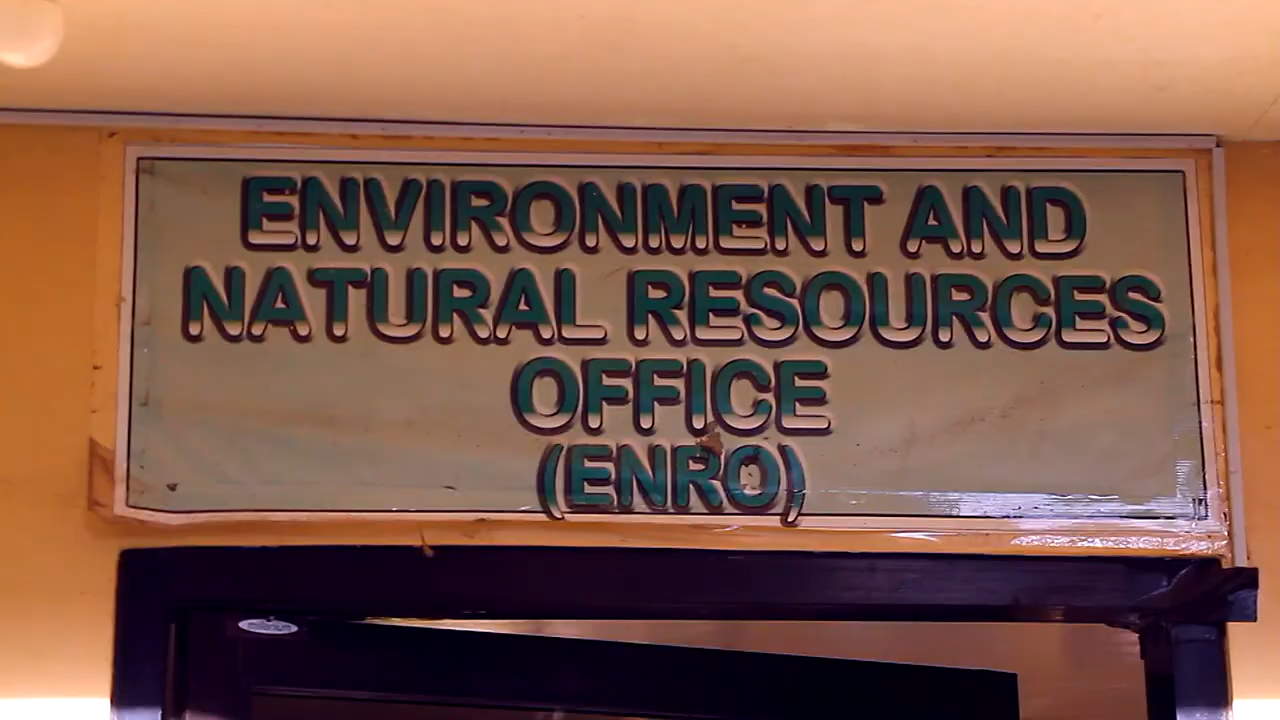 ENVIRONMENT AND
NATURAL RESOURCES
OFFICE
(ENRO)